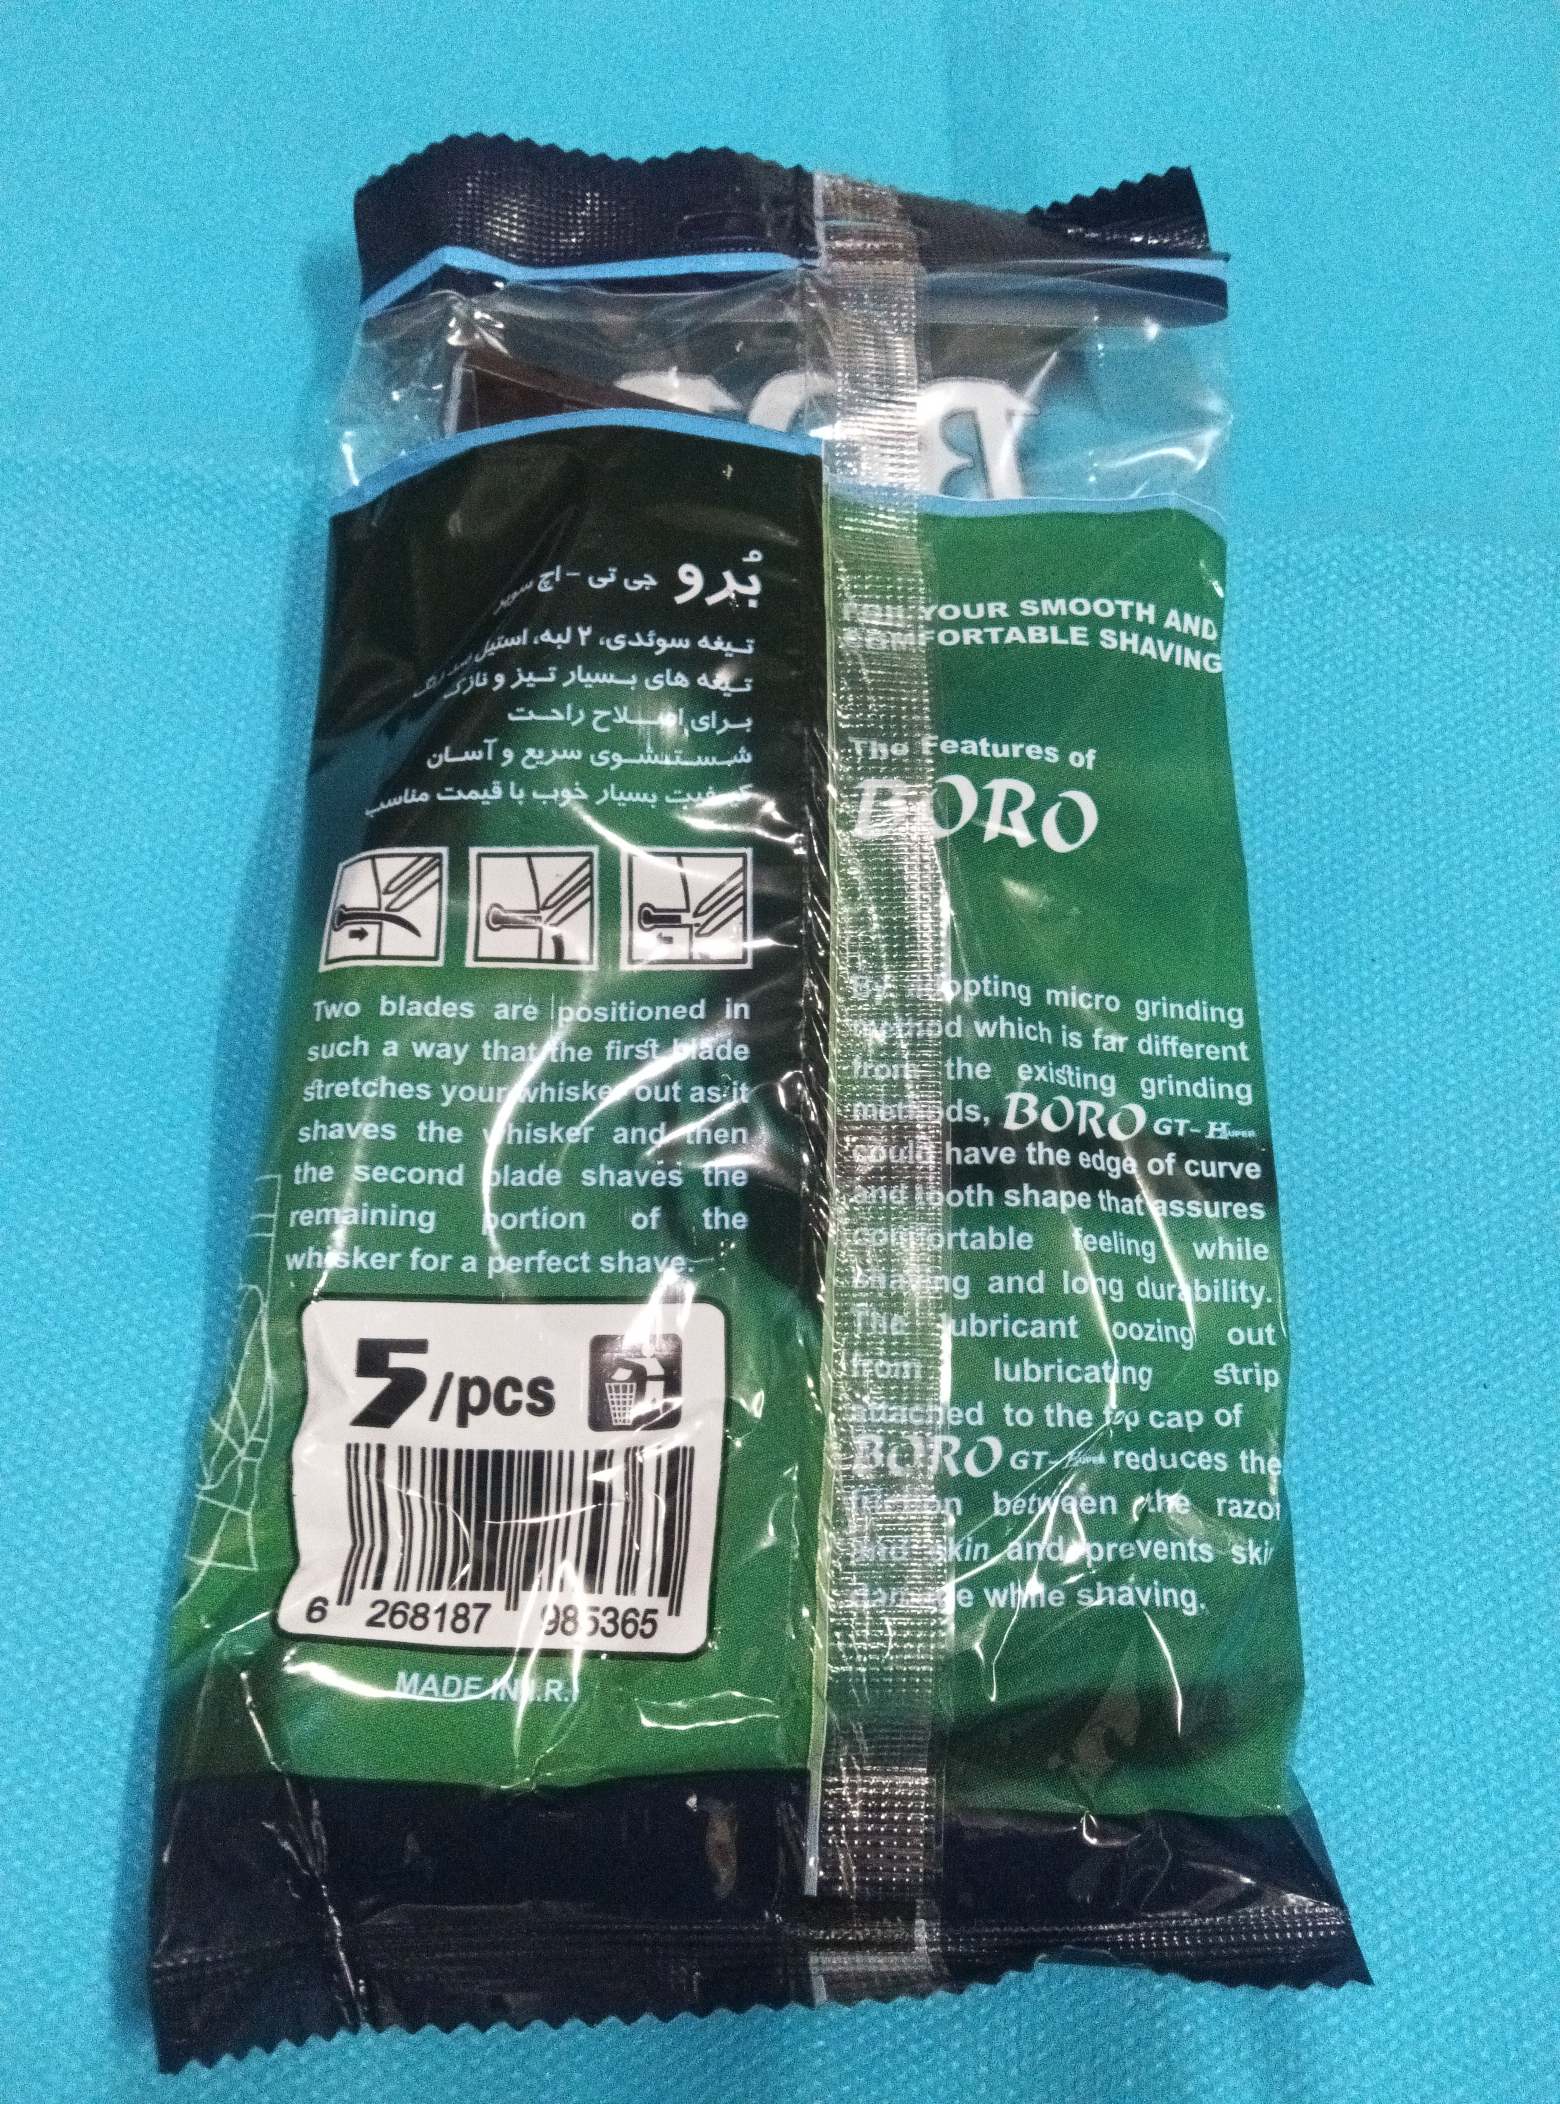 بُرو جی تی - اچ سوپر
تیغه سوئدی، ۲ لبه، استیل ضد زنگ
تیغه های بسیار تیز و نازک
برای اصلاح راحت
شستشوی سریع و آسان
کیفیت بسیار خوب با قیمت مناسب
Two blades are positioned in
such a way that the first blade
stretches your whisker out as it
shaves the whisker and then
the second blade shaves the
remaining portion of the
whisker for a perfect shave.
5/pcs
6 268187 985365
MADE IN I.R.I
FOR YOUR SMOOTH AND
COMFORTABLE SHAVING
The Features of
BORO
By adopting micro grinding
method which is far different
from the existing grinding
methods, BORO GT-HSUPER
could have the edge of curve
and tooth shape that assures
comfortable feeling while
shaving and long durability.
The lubricant oozing out
from lubricating strip
attached to the top cap of
BORO GT-HSUPER reduces the
friction between the razor
and skin and prevents skin
damage while shaving.